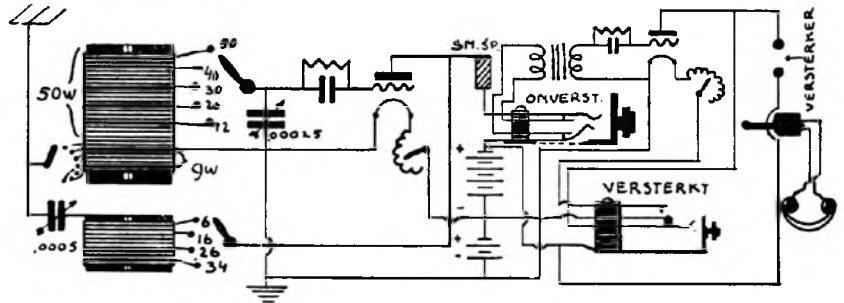 50w
50
40
30
20
12
9w
.00025
.0005
6
16
26
34
SM.SP.
+
-
+
-
ONVERST.
VERSTERKT
VERSTERKER